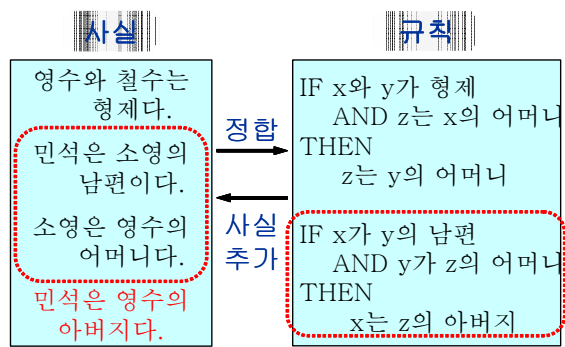 사실
영수와 철수는
형제다.
민석은 소영의
남편이다.
소영은 영수의
어머니다.
민석은 영수의
아버지다.
정합
사실
추가
규칙
IF x와 y가 형제
AND z는 x의 어머니
THEN
z는 y의 어머니
IF x가 y의 남편
AND y가 z의 어머니
THEN
x는 z의 아버지